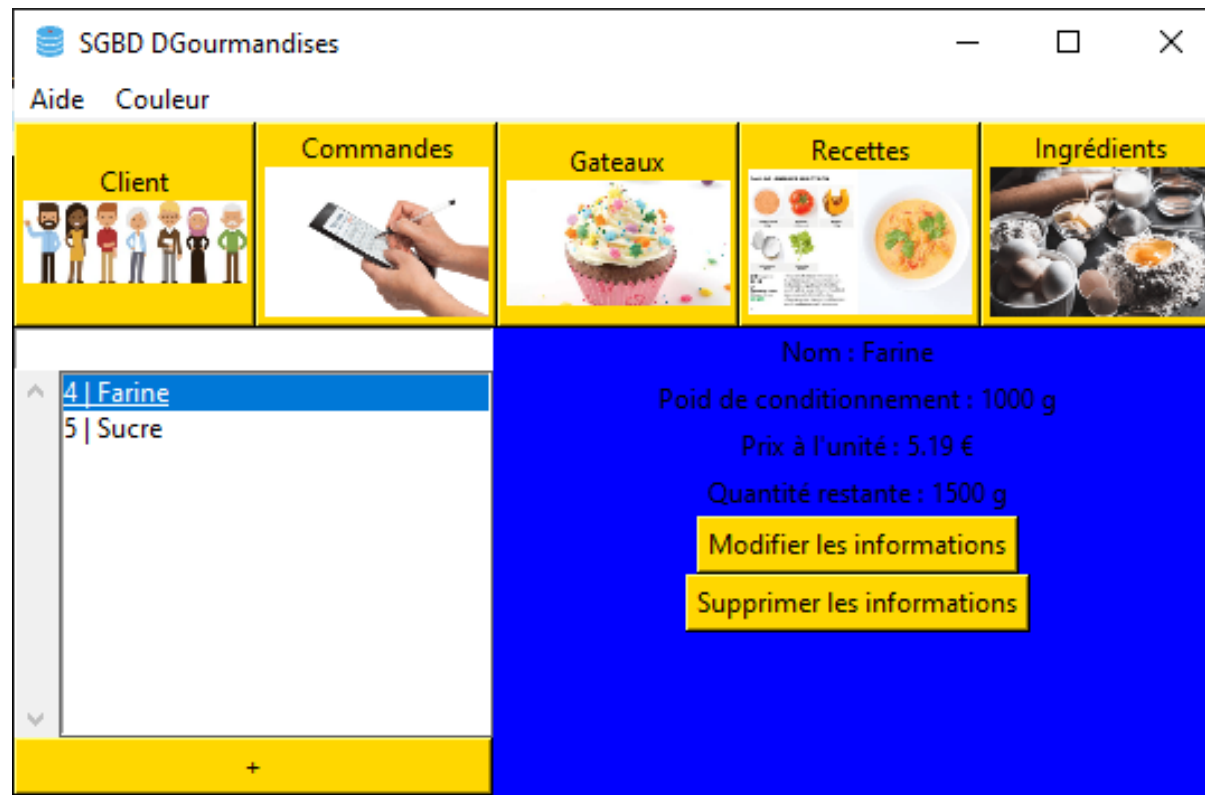 SGBD DGourmandises
Aide Couleur
Client
Commandes
Gateaux
Recettes
Ingrédients
4 | Farine
5 | Sucre
+
Nom : Farine
Poid de conditionnement : 1000 g
Prix à l'unité : 5.19 €
Quantité restante : 1500 g
Modifier les informations
Supprimer les informations